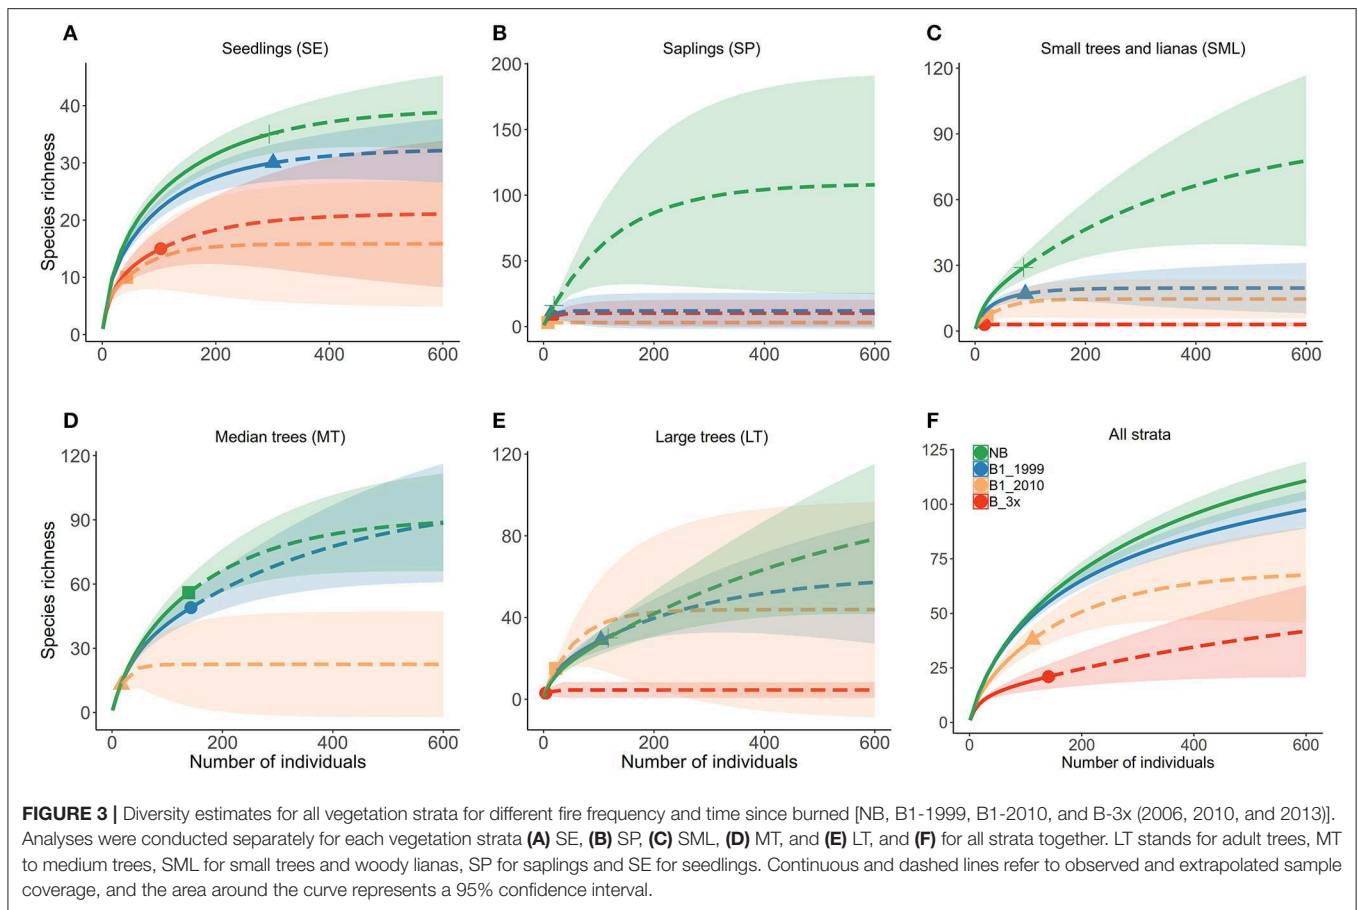 A
Seedlings (SE)
Species richness
40
30
20
10
0
0 200 400 600
B
Saplings (SP)
200
150
100
50
0
0 200 400 600
C
Small trees and lianas (SML)
120
90
60
30
0
0 200 400 600
D
Median trees (MT)
Species richness
120
90
60
30
0
0 200 400 600
Number of individuals
E
Large trees (LT)
120
80
40
0
0 200 400 600
Number of individuals
F
All strata
NB
B1_1999
B1_2010
B_3x
125
100
75
50
25
0
0 200 400 600
Number of individuals
FIGURE 3 | Diversity estimates for all vegetation strata for different fire frequency and time since burned [NB, B1-1999, B1-2010, and B-3x (2006, 2010, and 2013)].
Analyses were conducted separately for each vegetation strata (A) SE, (B) SP, (C) SML, (D) MT, and (E) LT, and (F) for all strata together. LT stands for adult trees, MT
to medium trees, SML for small trees and woody lianas, SP for saplings and SE for seedlings. Continuous and dashed lines refer to observed and extrapolated sample
coverage, and the area around the curve represents a 95% confidence interval.